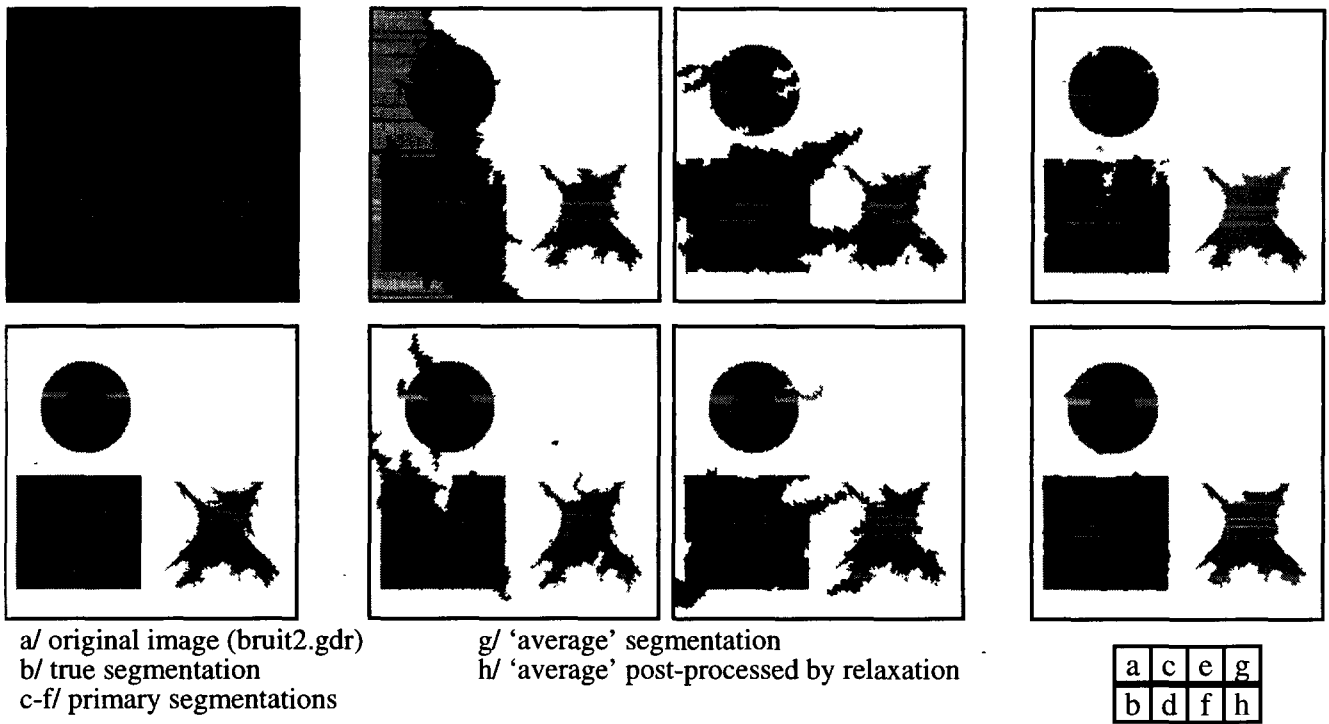 a/ original image (bruit2.gdr)
b/ true segmentation
c-f/ primary segmentations
g/ 'average' segmentation
h/ 'average' post-processed by relaxation
a c e g
b d f h